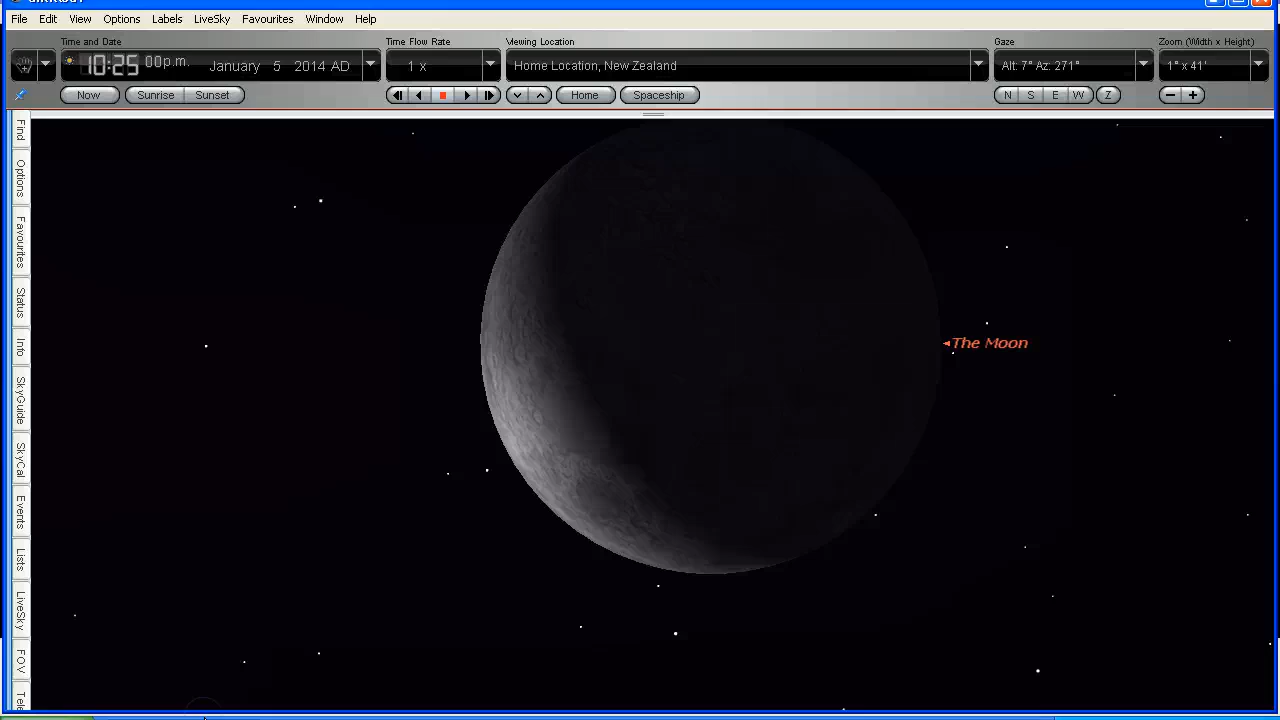 File Edit View Options Labels LiveSky Favourites Window Help
Time and Date Time Flow Rate Viewing Location Gaze Zoom (Width x Height)
10:25 00p.m. January 5 2014 AD 1 x Home Location, New Zealand Alt: 7° Az: 271° 1° x 41'
Now Sunrise Sunset Home Spaceship N S E W Z
Find
Options
Favourites
Status
Info
SkyGuide
SkyCal
Events
Lists
LiveSky
FOV
The Moon